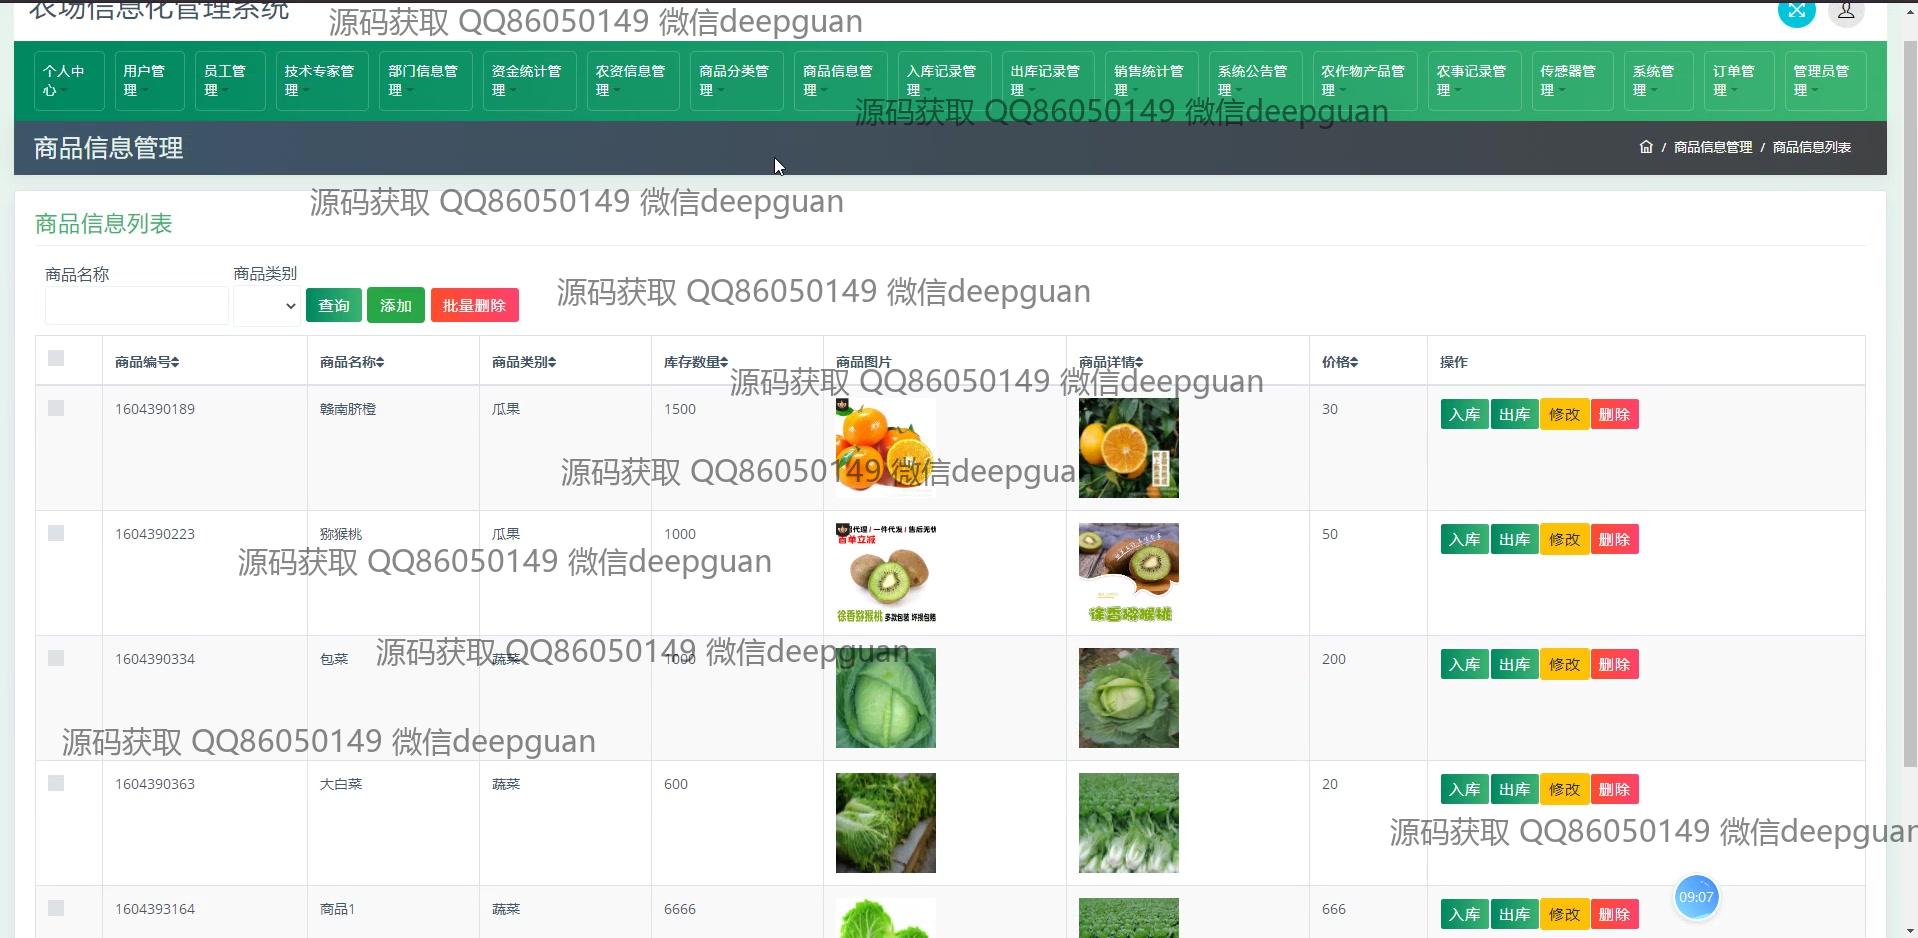 农场信息化管理系统
源码获取 QQ86050149 微信deepguan
个人中心
用户管理
员工管理
技术专家管理
部门信息管理
资金统计管理
农资信息管理
商品分类管理
商品信息管理
入库记录管理
出库记录管理
销售统计管理
系统公告管理
农作物产品管理
农事记录管理
传感器管理
系统管理
订单管理
管理员管理
源码获取 QQ86050149 微信deepguan
商品信息管理
/ 商品信息管理 / 商品信息列表
源码获取 QQ86050149 微信deepguan
商品信息列表
商品名称
商品类别
查询 添加 批量删除
源码获取 QQ86050149 微信deepguan
商品编号 商品名称 商品类别 库存数量 商品图片 商品详情 价格 操作
源码获取 QQ86050149 微信deepguan
1604390189 赣南脐橙 瓜果 1500 30 入库 出库 修改 删除
源码获取 QQ86050149 微信deepgua
1604390223 猕猴桃 瓜果 1000 50 入库 出库 修改 删除
代理 / 一件代发 / 售后无忧
首单立减
徐香猕猴桃 多款包装 坏损包赔
徐香猕猴桃
源码获取 QQ86050149 微信deepguan
1604390334 包菜 蔬菜 1000 200 入库 出库 修改 删除
源码获取 QQ86050149 微信deepguan
源码获取 QQ86050149 微信deepguan
1604390363 大白菜 蔬菜 600 20 入库 出库 修改 删除
源码获取 QQ86050149 微信deepguan
1604393164 商品1 蔬菜 6666 666 入库 出库 修改 删除
09:07